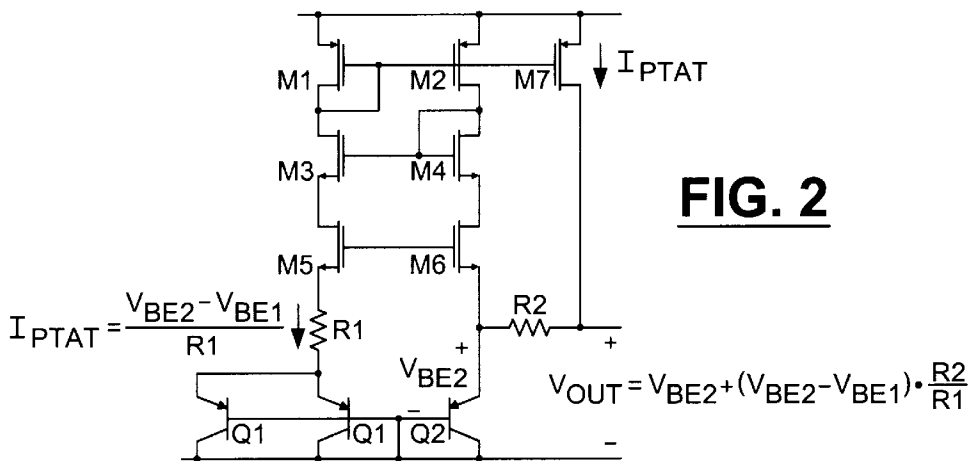 M1
M2
M7
I_PTAT
M3
M4
FIG. 2
M5
M6
I_PTAT = (V_BE2 – V_BE1) / R1
R1
R2
+
+
V_BE2
V_OUT = V_BE2 + (V_BE2 – V_BE1) · R2/R1
–
–
Q1
Q1
Q2